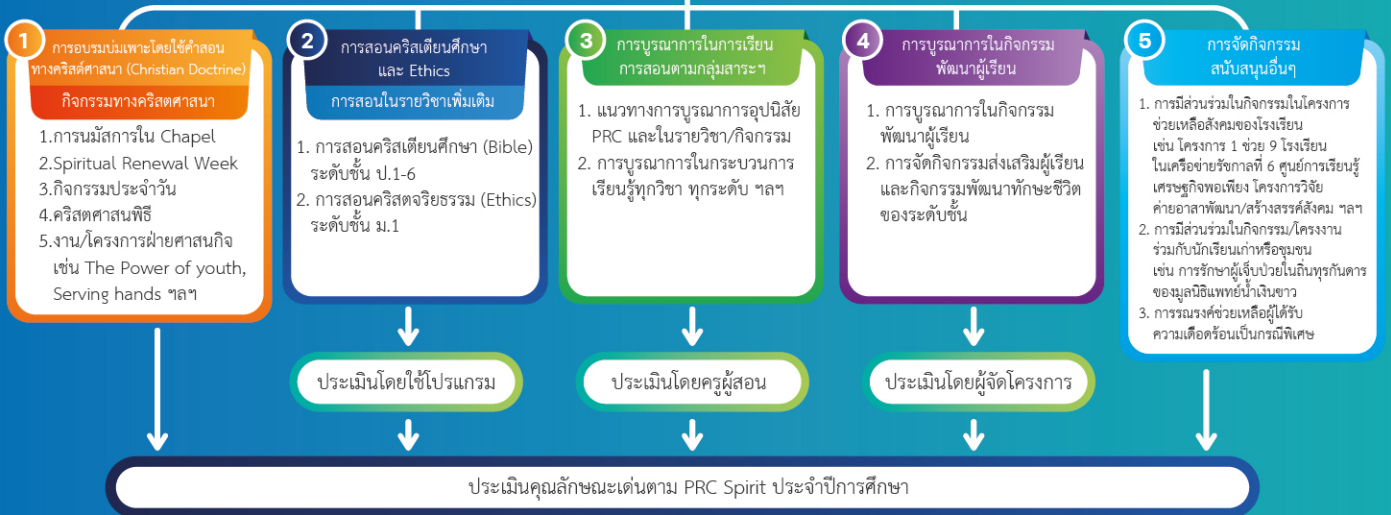 1
การอบรมบ่มเพาะโดยใช้คำสอน
ทางคริสต์ศาสนา (Christian Doctrine)
กิจกรรมทางคริสตศาสนา
1.การนมัสการใน Chapel
2.Spiritual Renewal Week
3.กิจกรรมประจำวัน
4.คริสตศาสนพิธี
5.งาน/โครงการฝ่ายศาสนกิจ
เช่น The Power of youth,
Serving hands ฯลฯ
2
การสอนคริสเตียนศึกษา
และ Ethics
การสอนในรายวิชาเพิ่มเติม
1. การสอนคริสเตียนศึกษา (Bible)
ระดับชั้น ป.1-6
2. การสอนคริสตจริยธรรม (Ethics)
ระดับชั้น ม.1
ประเมินโดยใช้โปรแกรม
3
การบูรณาการในการเรียน
การสอนตามกลุ่มสาระฯ
1. แนวทางการบูรณาการอุปนิสัย
PRC และในรายวิชา/กิจกรรม
2. การบูรณาการในกระบวนการ
เรียนรู้ทุกวิชา ทุกระดับ ฯลฯ
ประเมินโดยครูผู้สอน
4
การบูรณาการในกิจกรรม
พัฒนาผู้เรียน
1. การบูรณาการในกิจกรรม
พัฒนาผู้เรียน
2. การจัดกิจกรรมส่งเสริมผู้เรียน
และกิจกรรมพัฒนาทักษะชีวิต
ของระดับชั้น
ประเมินโดยผู้จัดโครงการ
5
การจัดกิจกรรม
สนับสนุนอื่นๆ
1. การมีส่วนร่วมในกิจกรรมในโครงการ
ช่วยเหลือสังคมของโรงเรียน
เช่น โครงการ 1 ช่วย 9 โรงเรียน
ในเครือข่ายรัชกาลที่ 6 ศูนย์การเรียนรู้
เศรษฐกิจพอเพียง โครงการวิจัย
ค่ายอาสาพัฒนา/สร้างสรรค์สังคม ฯลฯ
2. การมีส่วนร่วมในกิจกรรม/โครงงาน
ร่วมกับนักเรียนเก่าหรือชุมชน
เช่น การรักษาผู้เจ็บป่วยในถิ่นทุรกันดาร
ของมูลนิธิแพทย์น้ำเงินขาว
3. การรณรงค์ช่วยเหลือผู้ได้รับ
ความเดือดร้อนเป็นกรณีพิเศษ
ประเมินคุณลักษณะเด่นตาม PRC Spirit ประจำปีการศึกษา